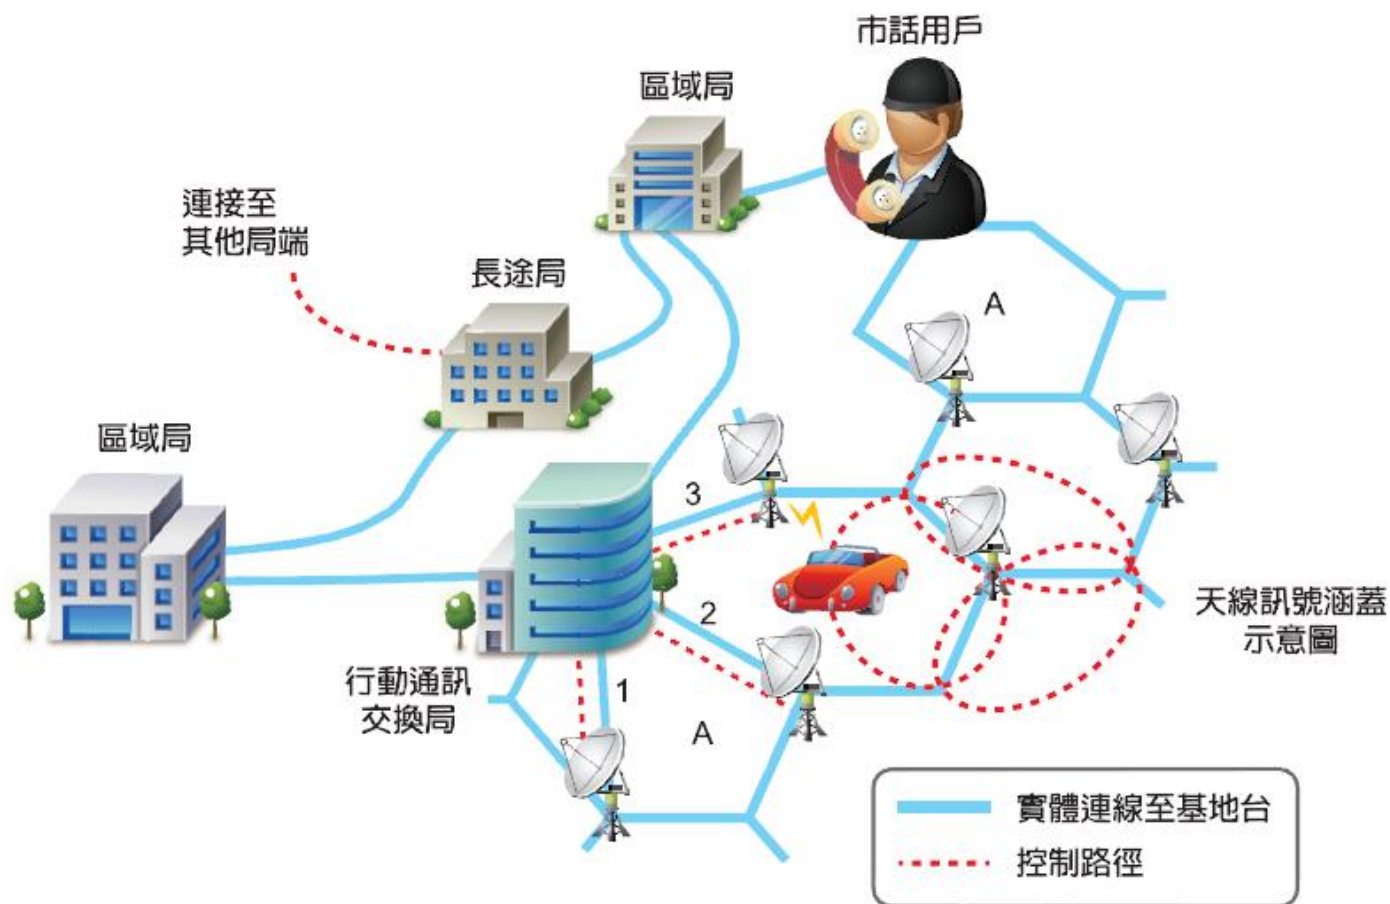 市話用戶
區域局
連接至
其他局端
長途局
A
區域局
3
2
天線訊號涵蓋
示意圖
行動通訊
交換局
1
A
實體連線至基地台
控制路徑